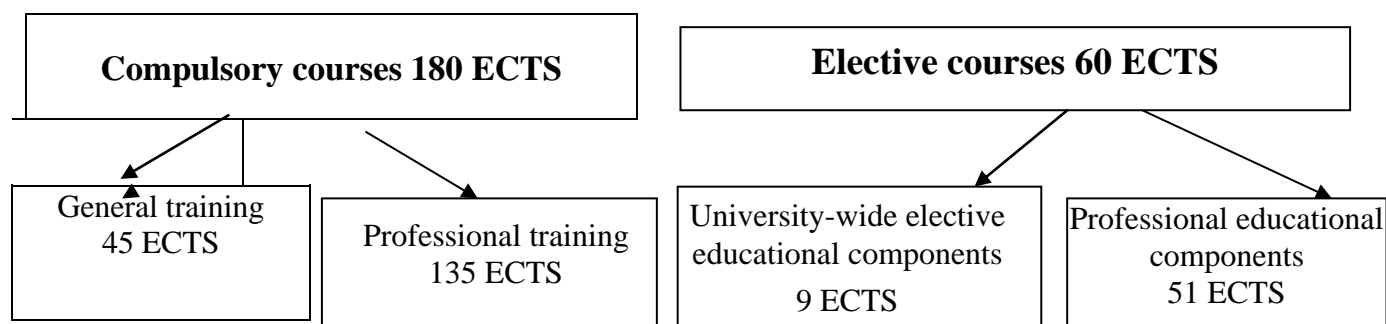 Compulsory courses 180 ECTS
Elective courses 60 ECTS
General training
45 ECTS
Professional training
135 ECTS
University-wide elective
educational components
9 ECTS
Professional educational
components
51 ECTS